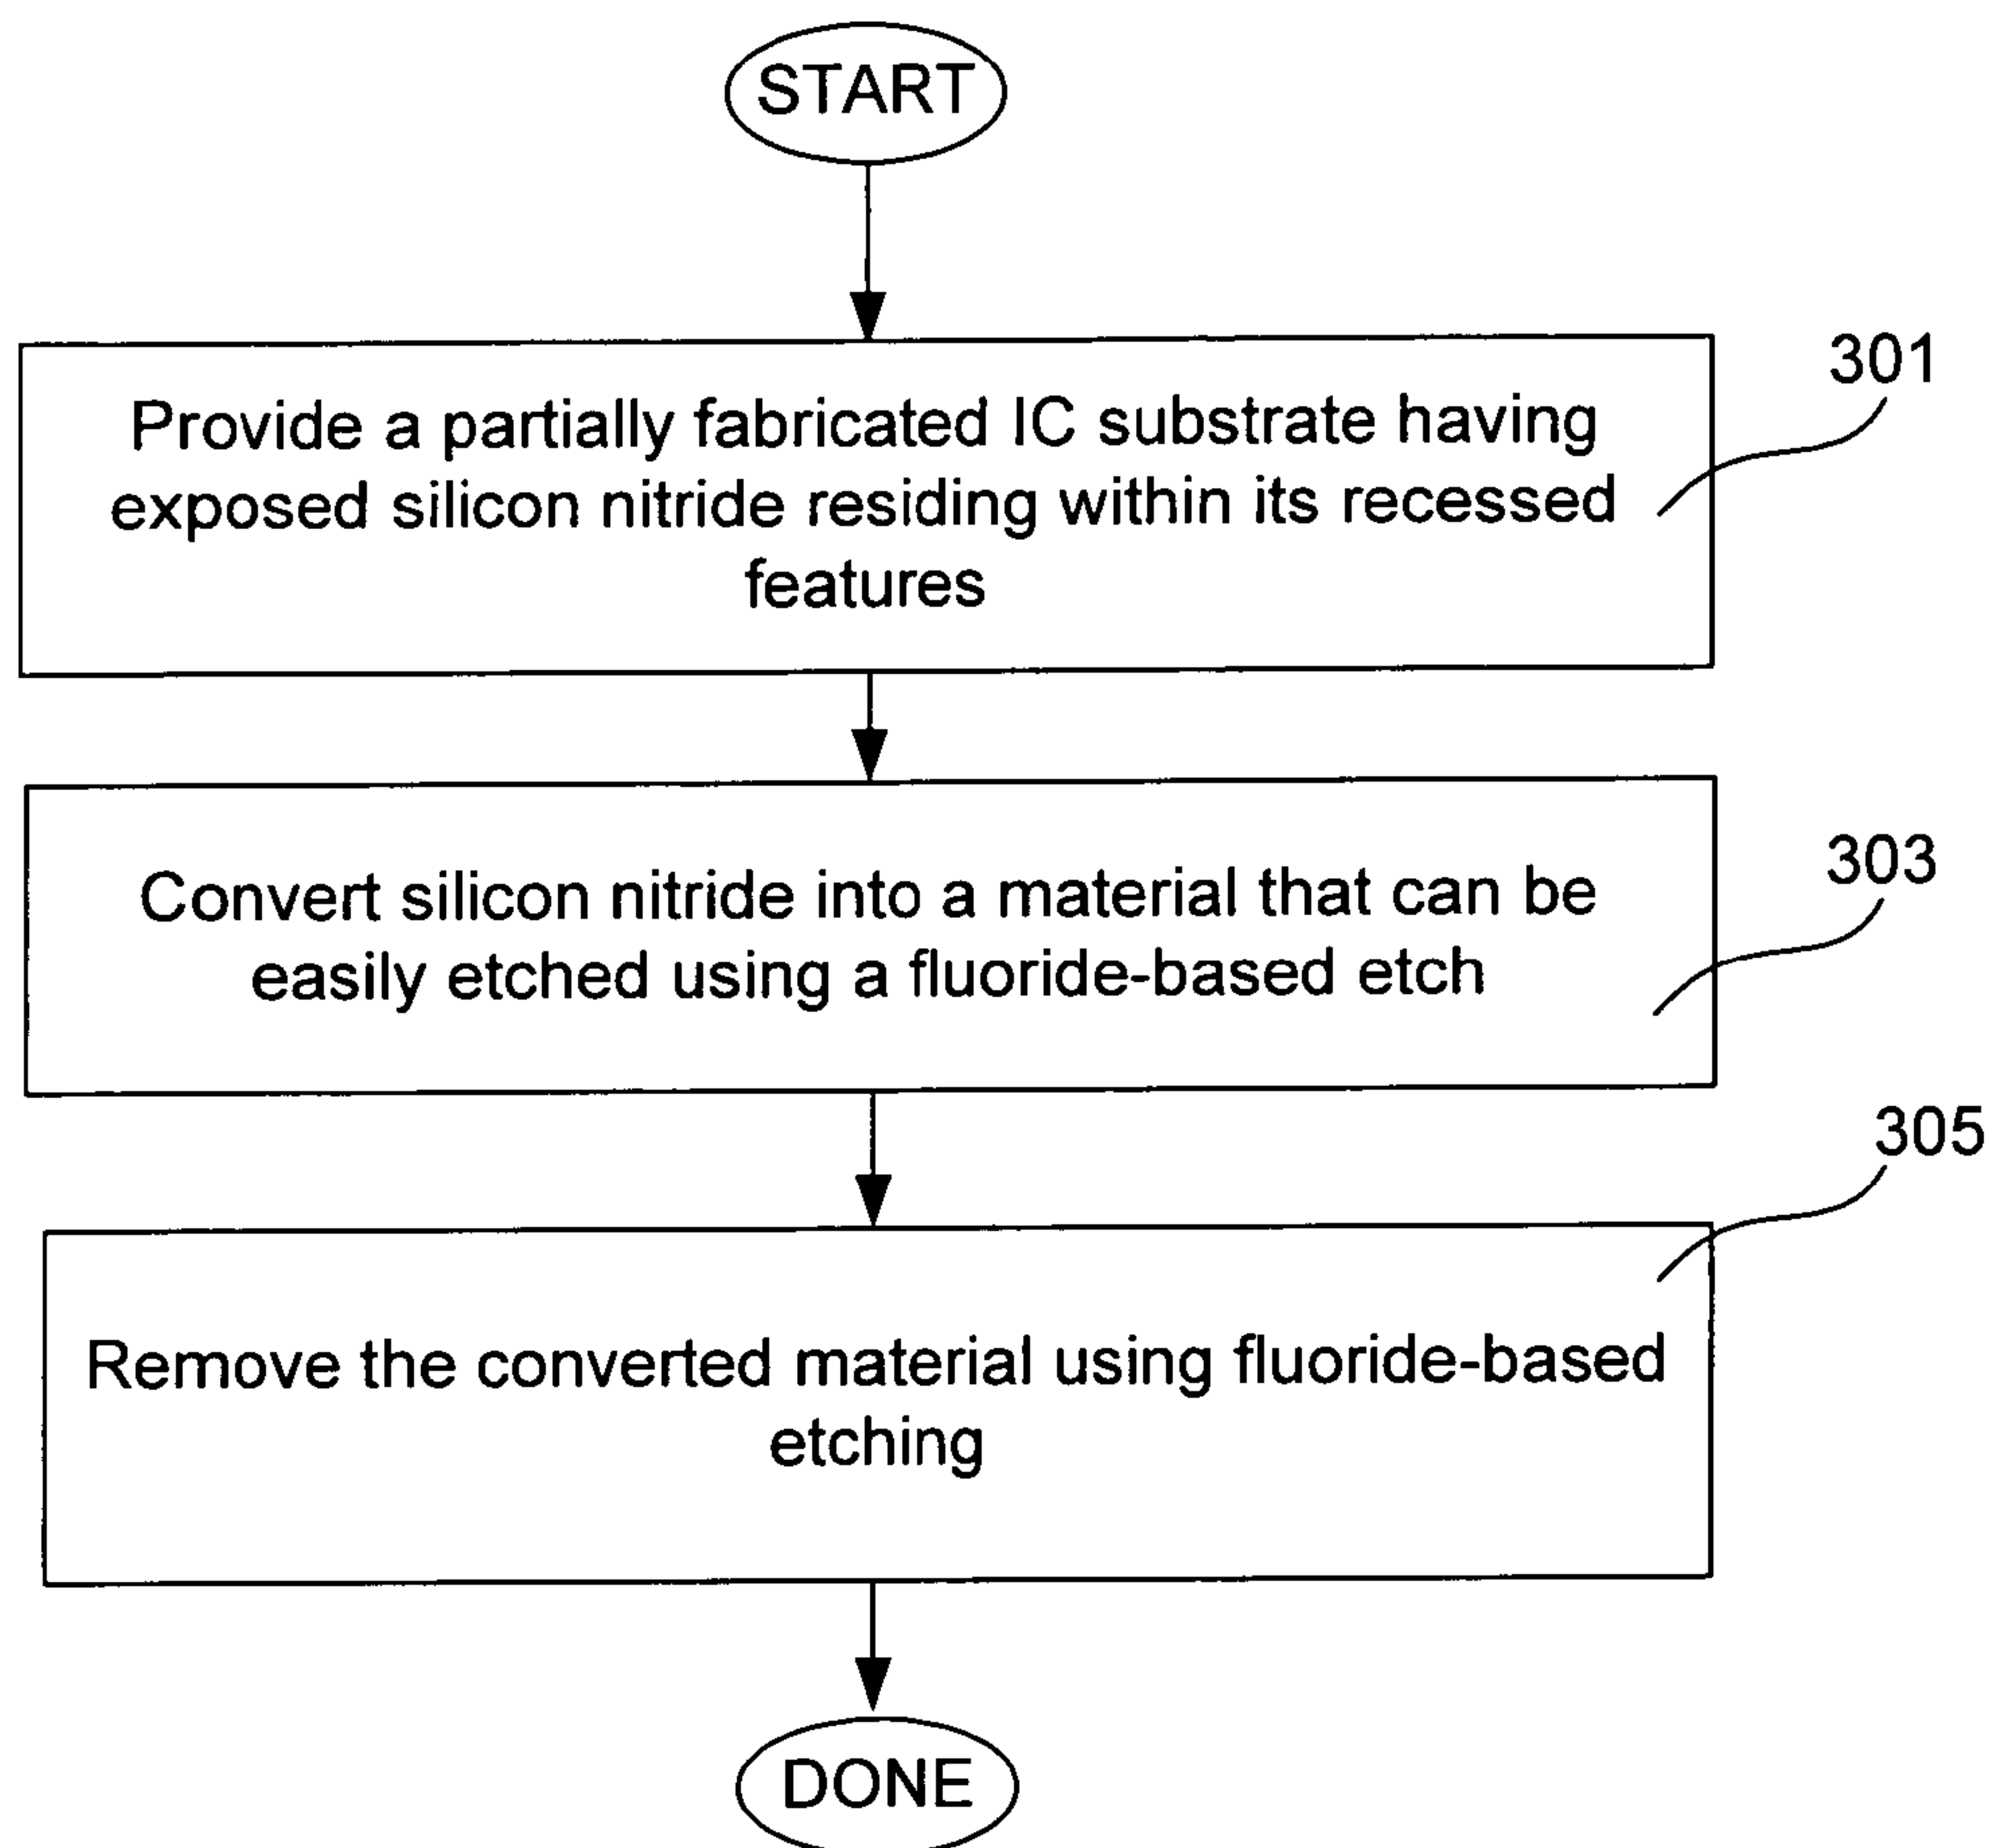 START
301
Provide a partially fabricated IC substrate having
exposed silicon nitride residing within its recessed
features
303
Convert silicon nitride into a material that can be
easily etched using a fluoride-based etch
305
Remove the converted material using fluoride-based
etching
DONE